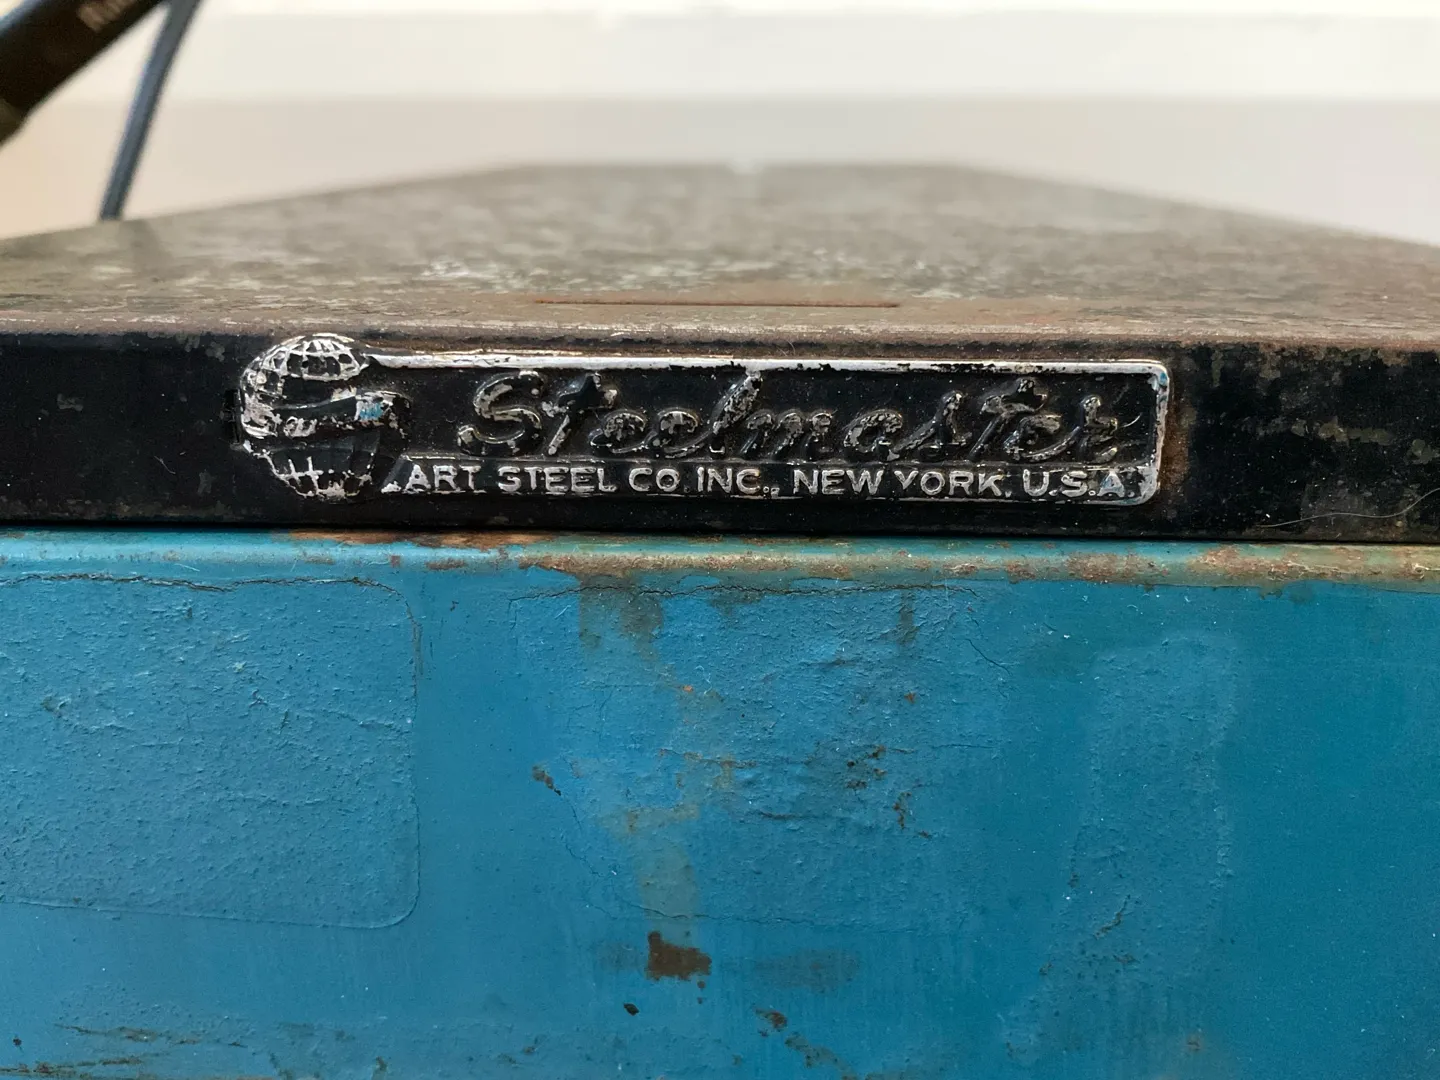 Steelmaster
ART STEEL CO. INC., NEW YORK, U.S.A.